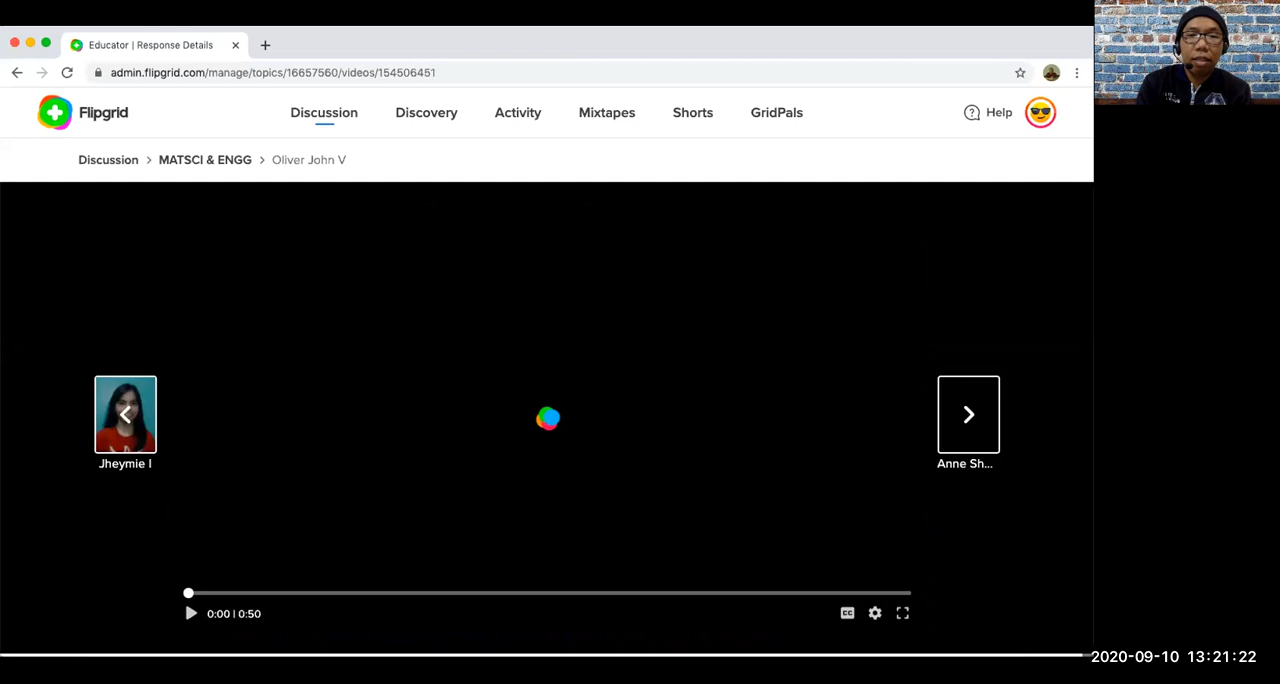 Educator | Response Details
admin.flipgrid.com/manage/topics/16657560/videos/154506451
Flipgrid
Discussion
Discovery
Activity
Mixtapes
Shorts
GridPals
Help
Discussion > MATSCI & ENGG > Oliver John V
Jheymie I
Anne Sh...
0:00 | 0:50
CC
2020-09-10 13:21:22